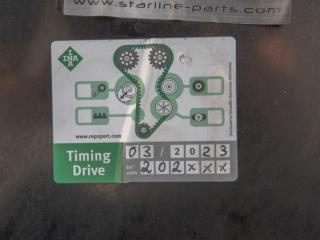 www.starline-parts.com
INA
www.repxpert.com
Timing 03 / 2023
Drive 202xxx